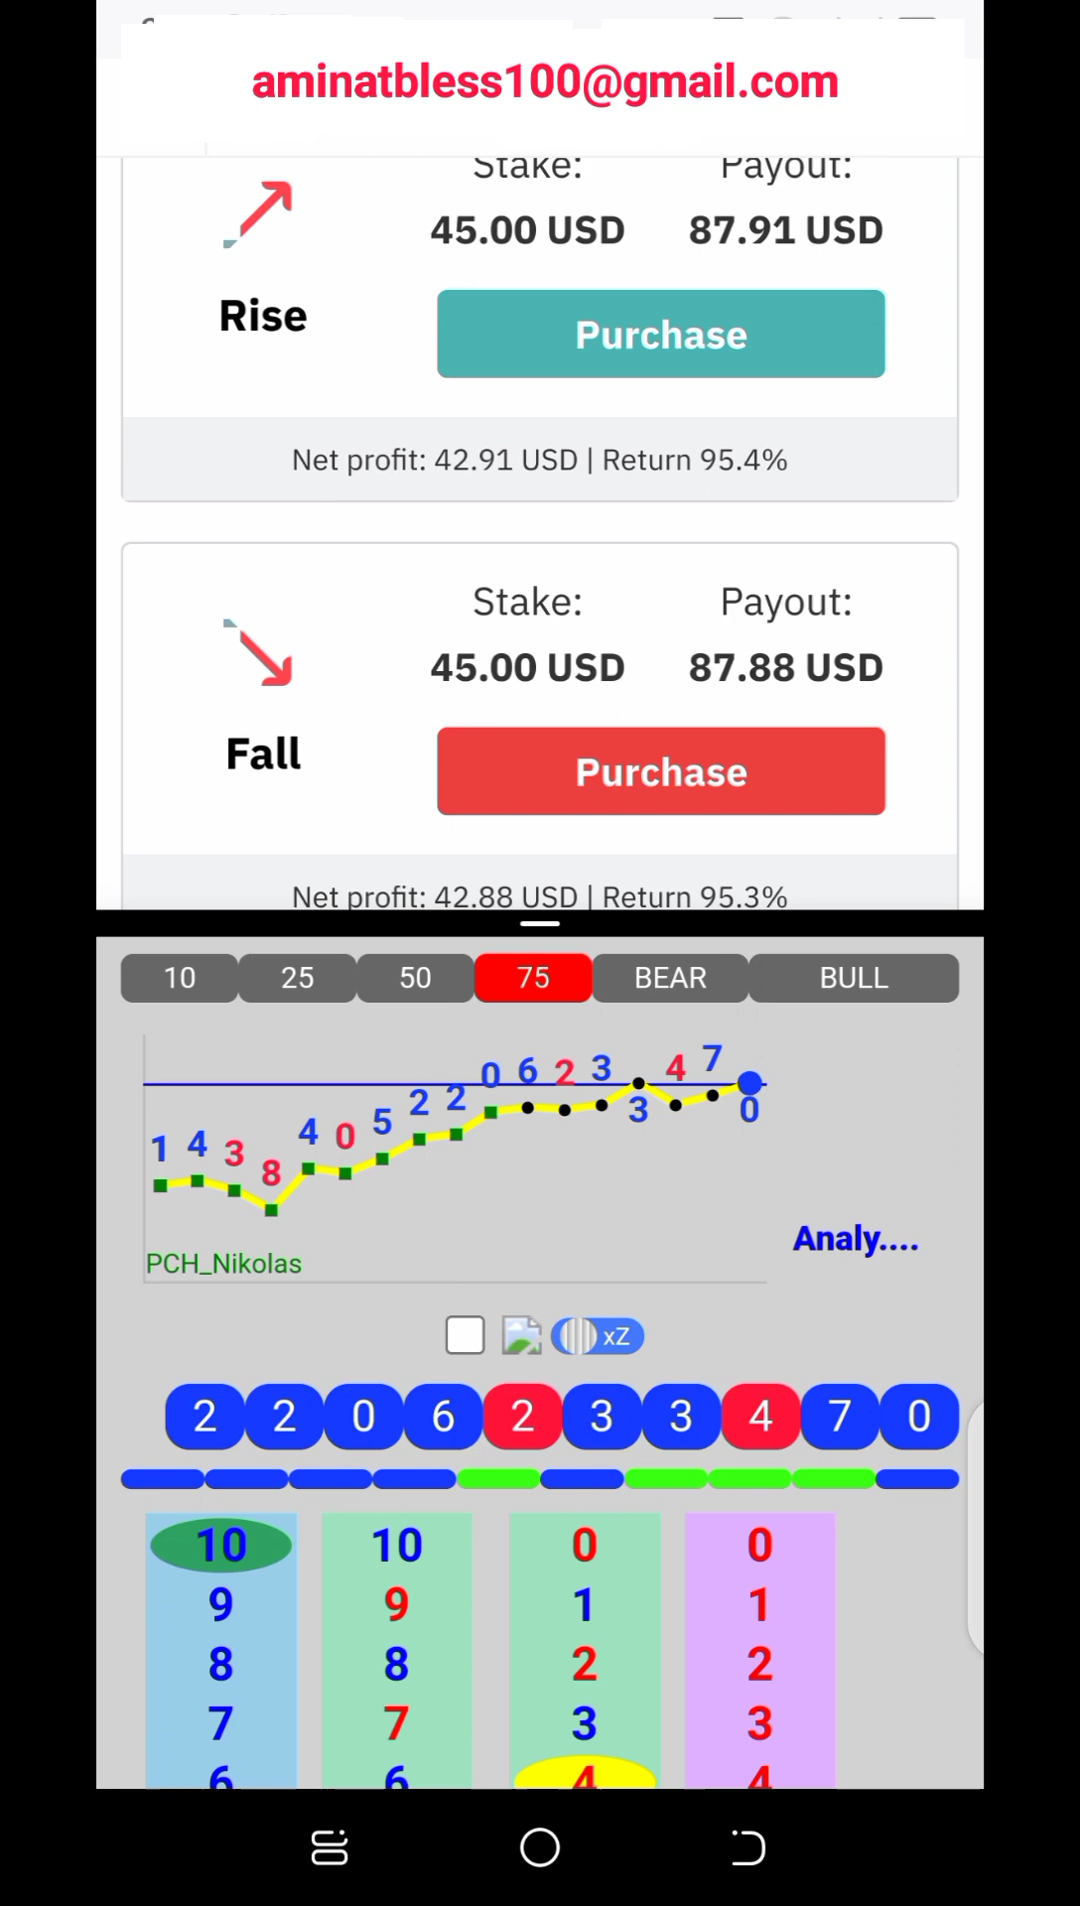 aminatbless100@gmail.com
Stake: Payout:
45.00 USD 87.91 USD
Rise
Purchase
Net profit: 42.91 USD | Return 95.4%
Stake: Payout:
45.00 USD 87.88 USD
Fall
Purchase
Net profit: 42.88 USD | Return 95.3%
10 25 50 75 BEAR BULL
1 4 3 8 4 0 5 2 2 0 6 2 3 3 4 7 0
Analy....
PCH_Nikolas
xZ
2 2 0 6 2 3 3 4 7 0
10 10 0 0
9 9 1 1
8 8 2 2
7 7 3 3
6 6 4 4